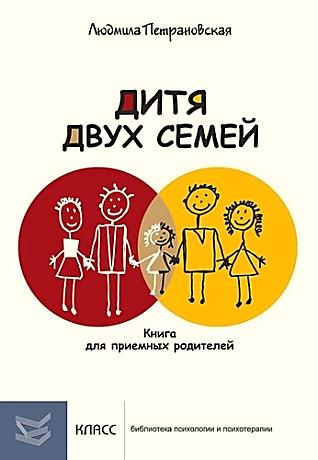 Людмила Петрановская
ДИТЯ
ДВУХ СЕМЕЙ
Книга
для приемных родителей
КЛАСС библиотека психологии и психотерапии